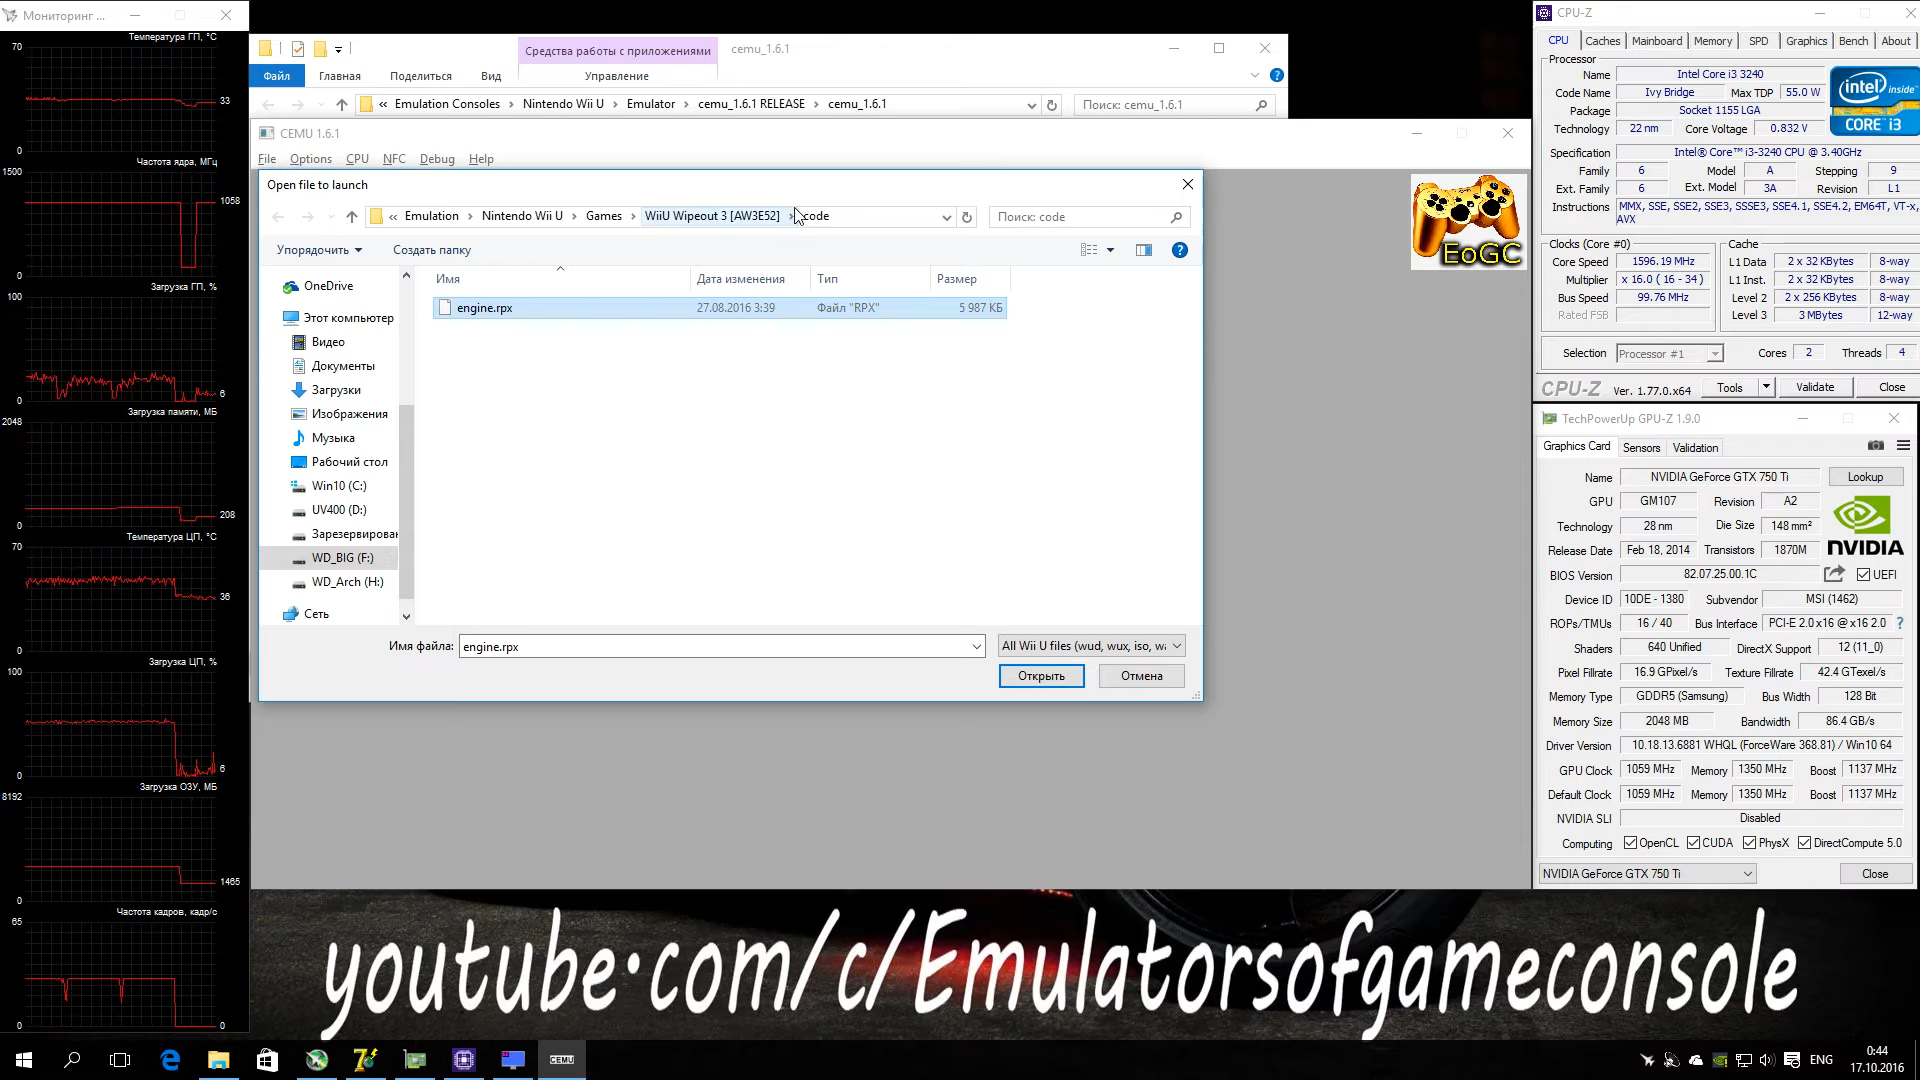 Мониторинг ...
Температура ГП, °C
70
33
0
Частота ядра, МГц
1500
1058
0
Загрузка ГП, %
100
6
0
Загрузка памяти, МБ
2048
208
0
Температура ЦП, °C
70
36
0
Загрузка ЦП, %
100
6
0
Загрузка ОЗУ, МБ
8192
1465
0
Частота кадров, кадр/с
65
0
0
Средства работы с приложениями
cemu_1.6.1
Файл
Главная
Поделиться
Вид
Управление
« Emulation Consoles › Nintendo Wii U › Emulator › cemu_1.6.1 RELEASE › cemu_1.6.1
Поиск: cemu_1.6.1
CEMU 1.6.1
File Options CPU NFC Debug Help
Open file to launch
« Emulation › Nintendo Wii U › Games › WiiU Wipeout 3 [AW3E52] › code
Поиск: code
Упорядочить
Создать папку
Имя Дата изменения Тип Размер
engine.rpx 27.08.2016 3:39 Файл "RPX" 5 987 КБ
OneDrive
Этот компьютер
Видео
Документы
Загрузки
Изображения
Музыка
Рабочий стол
Win10 (C:)
UV400 (D:)
Зарезервирован
WD_BIG (F:)
WD_Arch (H:)
Сеть
Имя файла: engine.rpx
All Wii U files (wud, wux, iso, wa
Открыть
Отмена
EoGC
CPU-Z
CPU Caches Mainboard Memory SPD Graphics Bench About
Processor
Name Intel Core i3 3240
Code Name Ivy Bridge Max TDP 55.0 W
Package Socket 1155 LGA
Technology 22 nm Core Voltage 0.832 V
intel inside™
CORE i3
Specification Intel® Core™ i3-3240 CPU @ 3.40GHz
Family 6 Model A Stepping 9
Ext. Family 6 Ext. Model 3A Revision L1
Instructions MMX, SSE, SSE2, SSE3, SSSE3, SSE4.1, SSE4.2, EM64T, VT-x,
AVX
Clocks (Core #0)
Core Speed 1596.19 MHz
Multiplier x 16.0 ( 16 - 34 )
Bus Speed 99.76 MHz
Rated FSB
Cache
L1 Data 2 x 32 KBytes 8-way
L1 Inst. 2 x 32 KBytes 8-way
Level 2 2 x 256 KBytes 8-way
Level 3 3 MBytes 12-way
Selection Processor #1 Cores 2 Threads 4
CPU-Z Ver. 1.77.0.x64 Tools Validate Close
TechPowerUp GPU-Z 1.9.0
Graphics Card Sensors Validation
Name NVIDIA GeForce GTX 750 Ti Lookup
GPU GM107 Revision A2
Technology 28 nm Die Size 148 mm²
Release Date Feb 18, 2014 Transistors 1870M
NVIDIA
BIOS Version 82.07.25.00.1C UEFI
Device ID 10DE - 1380 Subvendor MSI (1462)
ROPs/TMUs 16 / 40 Bus Interface PCI-E 2.0 x16 @ x16 2.0 ?
Shaders 640 Unified DirectX Support 12 (11_0)
Pixel Fillrate 16.9 GPixel/s Texture Fillrate 42.4 GTexel/s
Memory Type GDDR5 (Samsung) Bus Width 128 Bit
Memory Size 2048 MB Bandwidth 86.4 GB/s
Driver Version 10.18.13.6881 WHQL (ForceWare 368.81) / Win10 64
GPU Clock 1059 MHz Memory 1350 MHz Boost 1137 MHz
Default Clock 1059 MHz Memory 1350 MHz Boost 1137 MHz
NVIDIA SLI Disabled
Computing OpenCL CUDA PhysX DirectCompute 5.0
NVIDIA GeForce GTX 750 Ti Close
youtube.com/c/Emulatorsofgameconsole
CEMU
ENG
0:44
17.10.2016